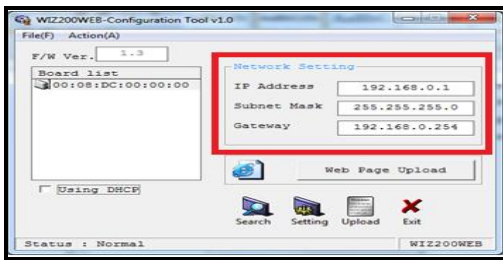 WIZ200WEB-Configuration Tool v1.0
File(F) Action(A)
F/W Ver. 1.3
Board list
00:08:DC:00:00:00
Network Setting
IP Address 192.168.0.1
Subnet Mask 255.255.255.0
Gateway 192.168.0.254
Web Page Upload
Using DHCP
Search Setting Upload Exit
Status : Normal WIZ200WEB